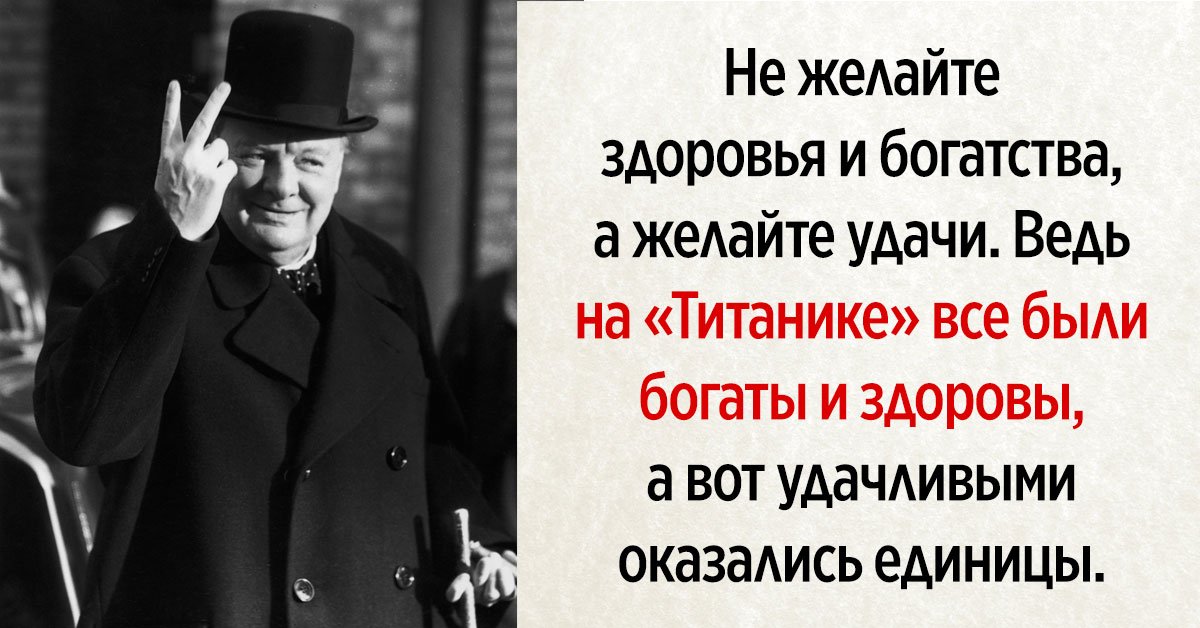 Не желайте
здоровья и богатства,
а желайте удачи. Ведь
на «Титанике» все были
богаты и здоровы,
а вот удачливыми
оказались единицы.